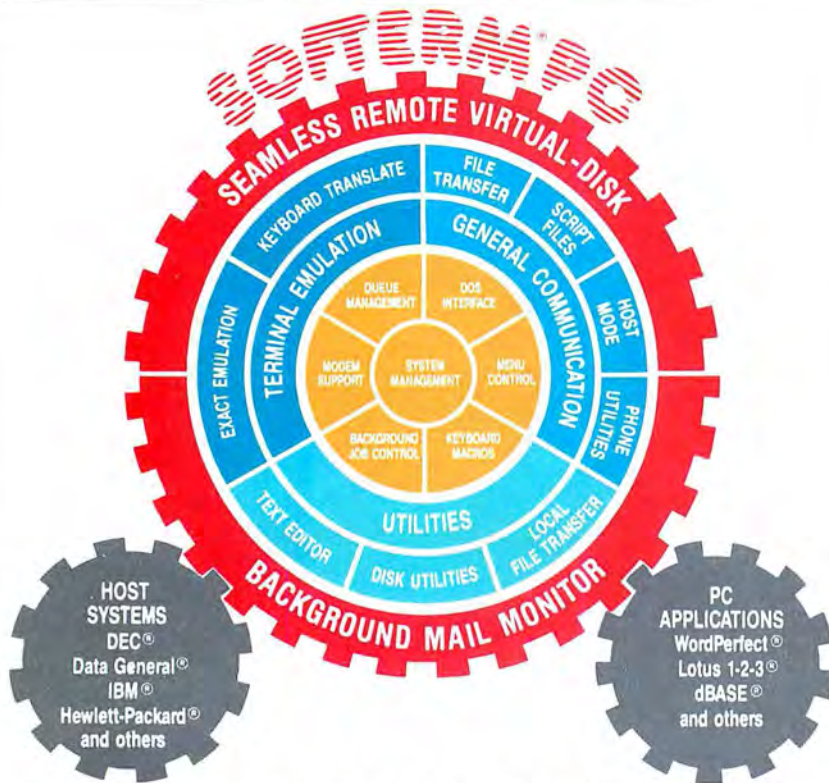 SOFTERM PC®
SEAMLESS REMOTE VIRTUAL-DISK
KEYBOARD TRANSLATE
FILE
TRANSFER
SCRIPT
FILES
HOST
MODE
PHONE
UTILITIES
EXACT EMULATION
TERMINAL EMULATION
GENERAL COMMUNICATION
QUEUE
MANAGEMENT
DOS
INTERFACE
MODEM
SUPPORT
SYSTEM
MANAGEMENT
MENU
CONTROL
BACKGROUND
JOB CONTROL
KEYBOARD
MACROS
UTILITIES
TEXT EDITOR
DISK UTILITIES
LOCAL
FILE TRANSFER
BACKGROUND MAIL MONITOR
HOST
SYSTEMS
DEC®
Data General®
IBM®
Hewlett-Packard®
and others
PC
APPLICATIONS
WordPerfect®
Lotus 1-2-3®
dBASE®
and others